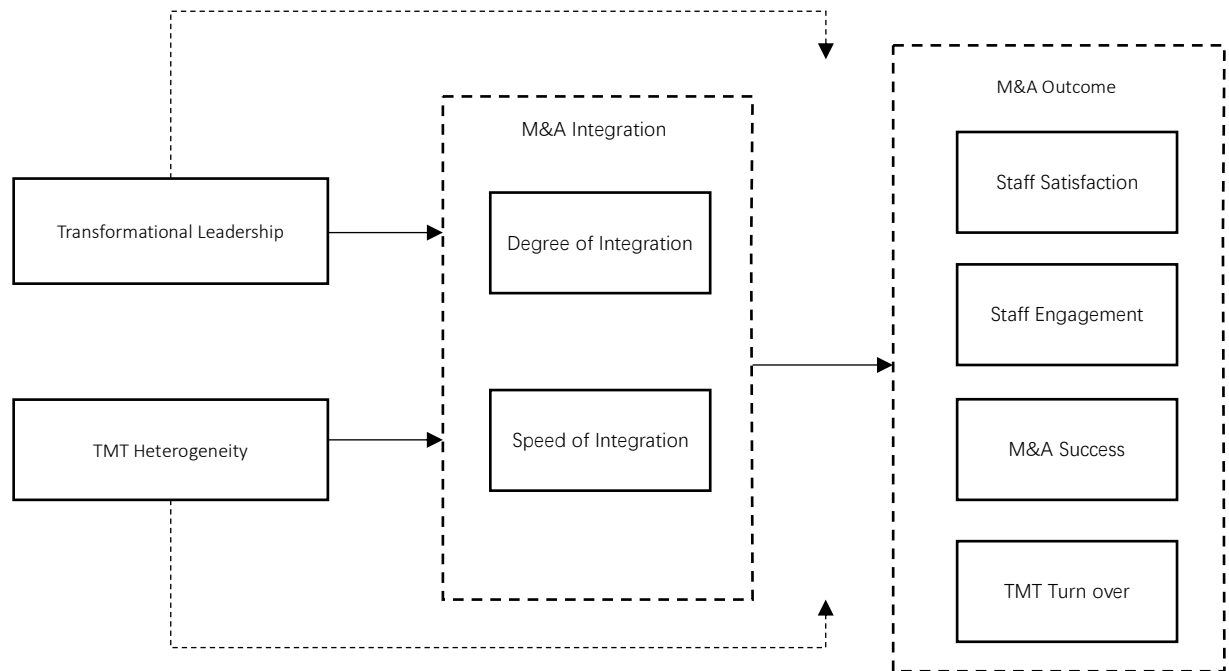 M&A Outcome
M&A Integration
Staff Satisfaction
Transformational Leadership
Degree of Integration
Staff Engagement
TMT Heterogeneity
Speed of Integration
M&A Success
TMT Turn over